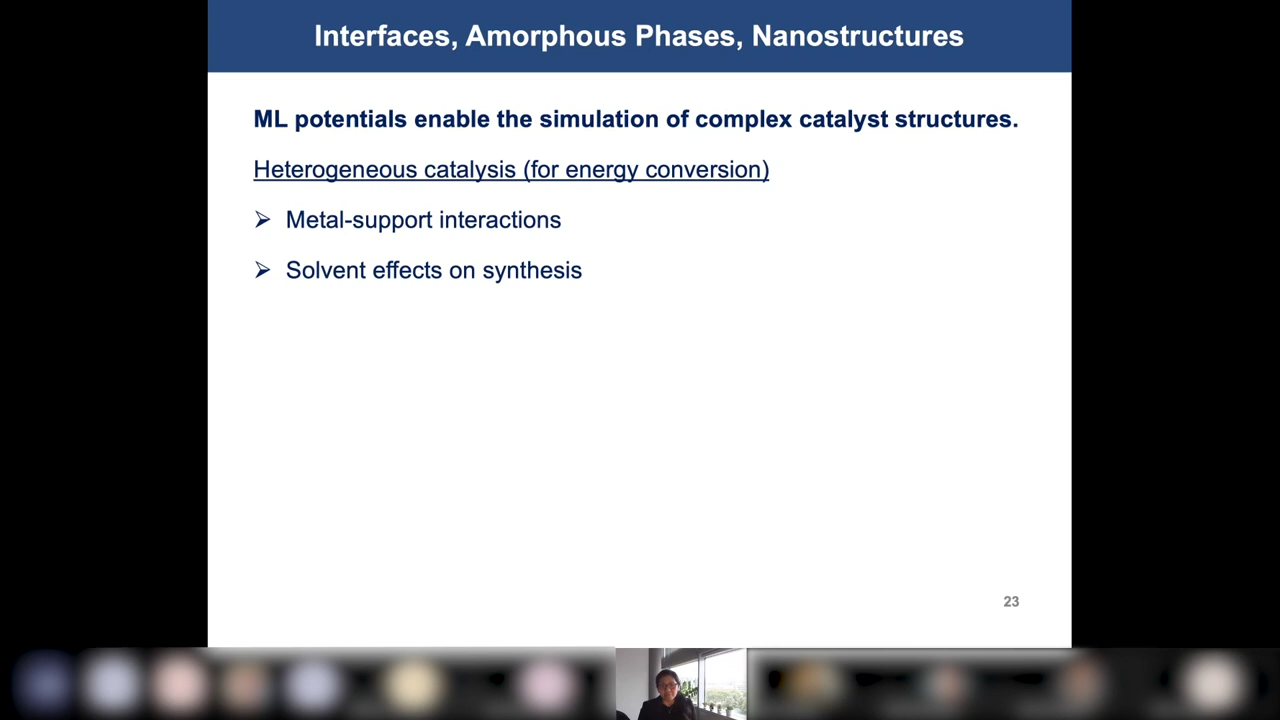 Interfaces, Amorphous Phases, Nanostructures
ML potentials enable the simulation of complex catalyst structures.
Heterogeneous catalysis (for energy conversion)
➢ Metal-support interactions
➢ Solvent effects on synthesis
23